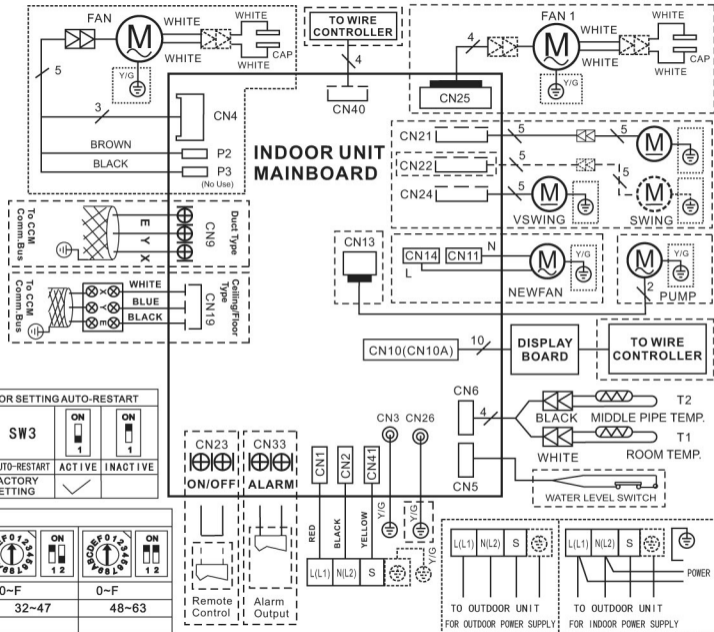 FAN
WHITE
WHITE
WHITE
CAP
WHITE
Y/G
5
3
CN4
BROWN
P2
BLACK
P3
(No Use)
TO WIRE
CONTROLLER
4
CN40
FAN 1
4
WHITE
WHITE
WHITE
CAP
WHITE
Y/G
CN25
M
M
INDOOR UNIT
MAINBOARD
CN21
5
5
M
Y/G
CN22
5
5
CN24
5
M
Y/G
M
Y/G
VSWING
SWING
To CCM
Comm.Bus
E
Y
X
CN9
Duct Type
To CCM
Comm.Bus
X
Y
E
WHITE
BLUE
BLACK
CN19
Ceiling/Floor
Type
CN13
CN14
CN11
N
L
M
Y/G
NEWFAN
M
Y/G
2
PUMP
CN10(CN10A)
10
DISPLAY
BOARD
TO WIRE
CONTROLLER
OR SETTING AUTO-RESTART
SW3
ON
1
ON
1
UTO-RESTART
ACTIVE
INACTIVE
ACTORY
ETTING
CN6
4
BLACK
MIDDLE PIPE TEMP.
T2
T1
WHITE
ROOM TEMP.
CN5
WATER LEVEL SWITCH
CN23
ON/OFF
Remote
Control
CN33
ALARM
Alarm
Output
CN1
CN2
CN41
CN3
CN26
RED
BLACK
YELLOW
Y/G
Y/G
Y/G
L(L1)
N(L2)
S
ON
1 2
ON
1 2
0~F
0~F
32~47
48~63
L(L1)
N(L2)
S
TO OUTDOOR UNIT
FOR OUTDOOR POWER SUPPLY
L(L1)
N(L2)
S
POWER
TO OUTDOOR UNIT
FOR INDOOR POWER SUPPLY